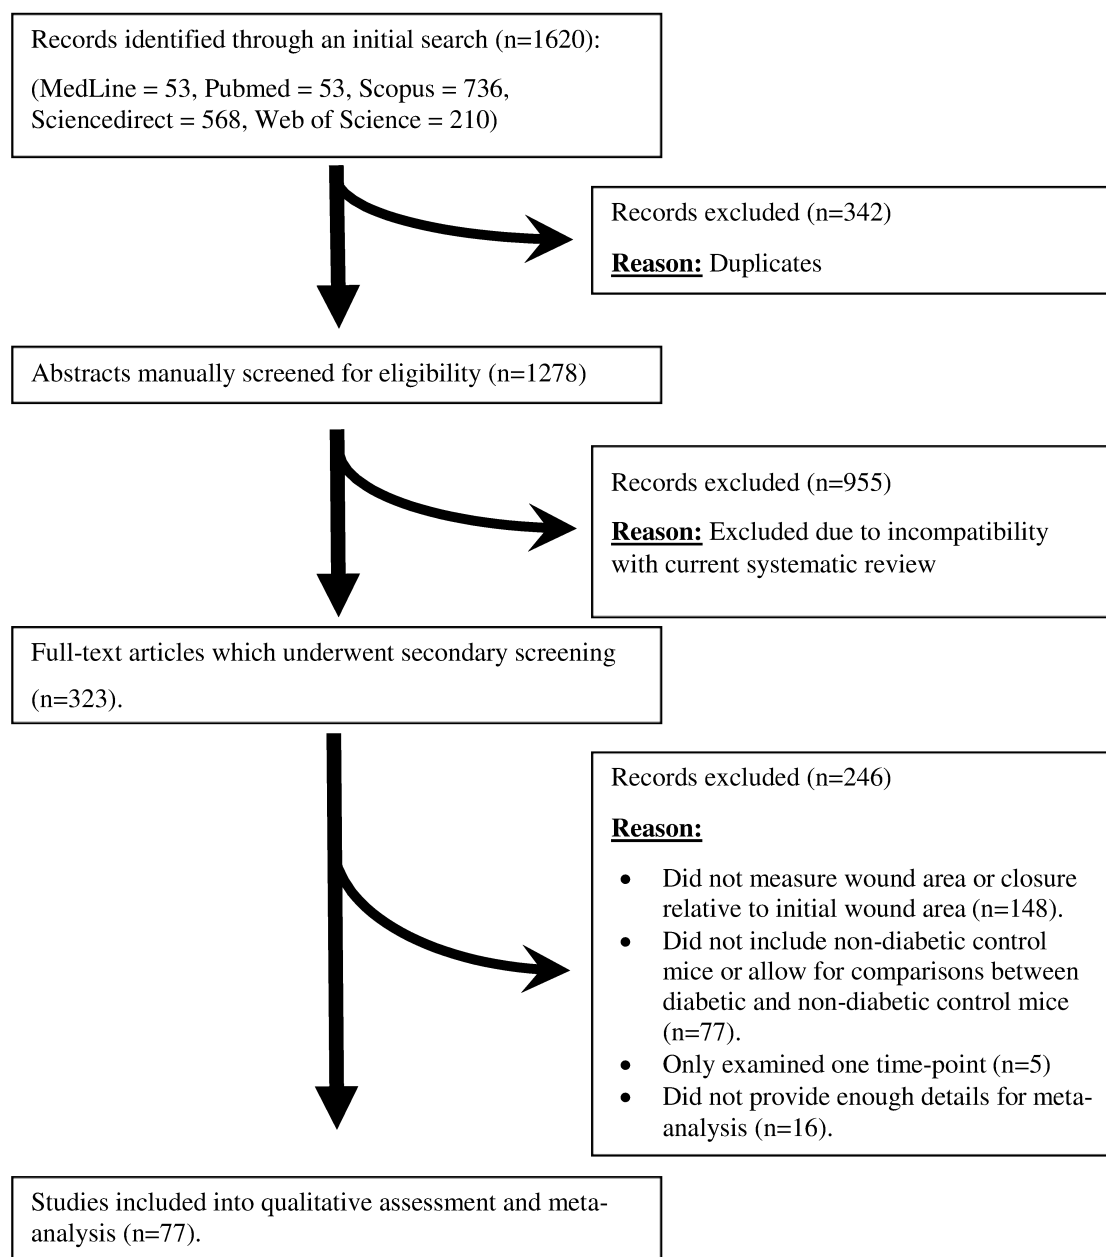 Records identified through an initial search (n=1620):
(MedLine = 53, Pubmed = 53, Scopus = 736,
Sciencedirect = 568, Web of Science = 210)
Records excluded (n=342)
Reason: Duplicates
Abstracts manually screened for eligibility (n=1278)
Records excluded (n=955)
Reason: Excluded due to incompatibility
with current systematic review
Full-text articles which underwent secondary screening
(n=323).
Records excluded (n=246)
Reason:
• Did not measure wound area or closure
relative to initial wound area (n=148).
• Did not include non-diabetic control
mice or allow for comparisons between
diabetic and non-diabetic control mice
(n=77).
• Only examined one time-point (n=5)
• Did not provide enough details for meta-
analysis (n=16).
Studies included into qualitative assessment and meta-
analysis (n=77).